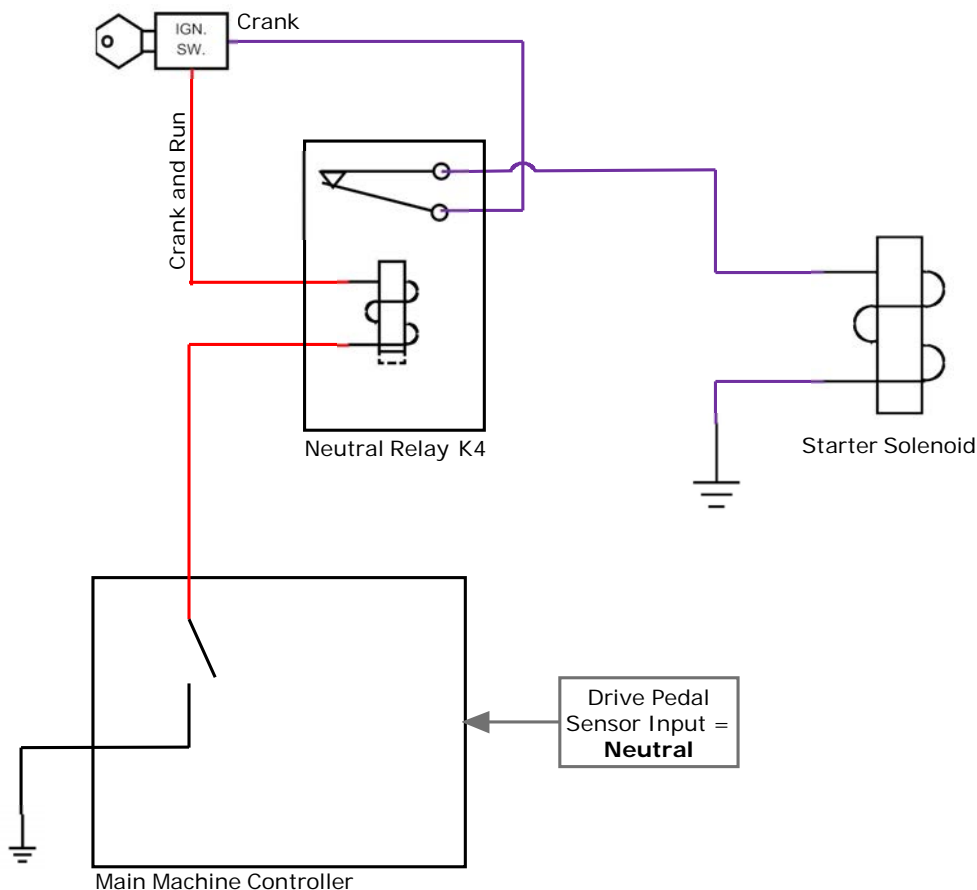 IGN.
SW.
Crank
Crank and Run
Neutral Relay K4
Starter Solenoid
Drive Pedal
Sensor Input =
Neutral
Main Machine Controller